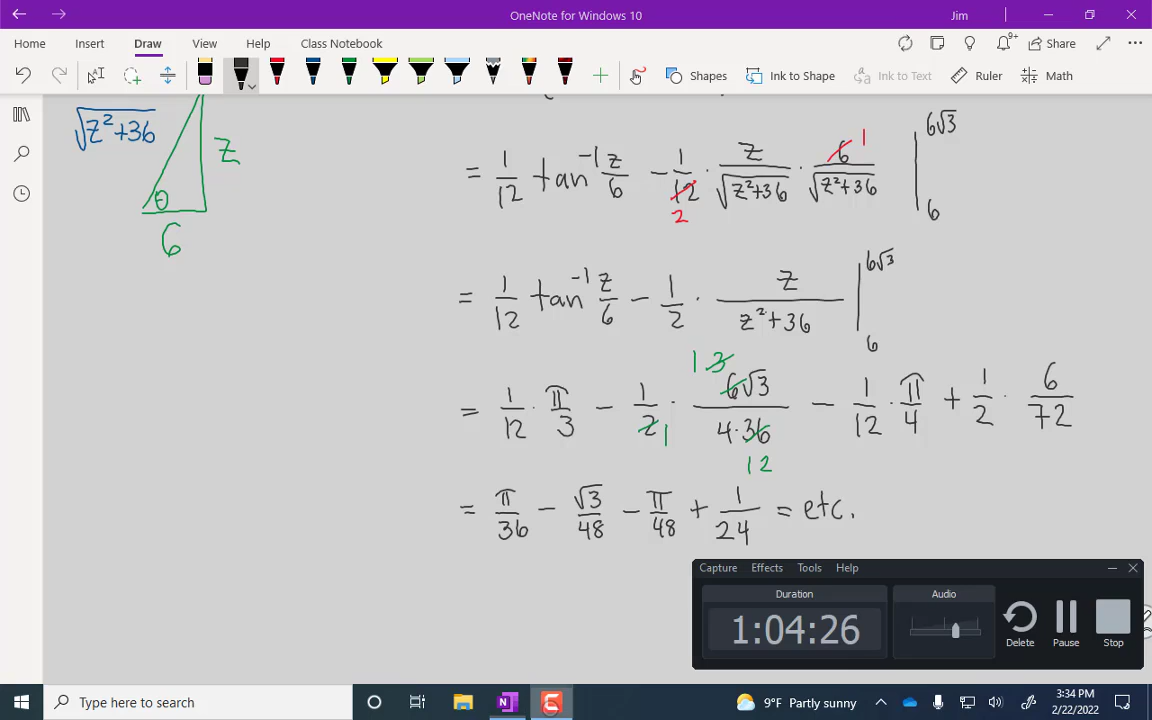 OneNote for Windows 10
Jim
Home Insert Draw View Help Class Notebook
9+
Share
Shapes Ink to Shape Ink to Text Ruler Math
√(z²+36)
z
θ
6
= 1/12 tan⁻¹ z/6 − 1/12 · z/√(z²+36) · 6/√(z²+36) | 6√3 6
1
2
= 1/12 tan⁻¹ z/6 − 1/2 · z/(z²+36) | 6√3 6
1 3
= 1/12 · π/3 − 1/2 · 6√3/(4·36) − 1/12 · π/4 + 1/2 · 6/72
1
12
= π/36 − √3/48 − π/48 + 1/24 = etc.
Capture Effects Tools Help
Duration
Audio
1:04:26
Delete Pause Stop
Type here to search
9°F Partly sunny
3:34 PM
2/22/2022